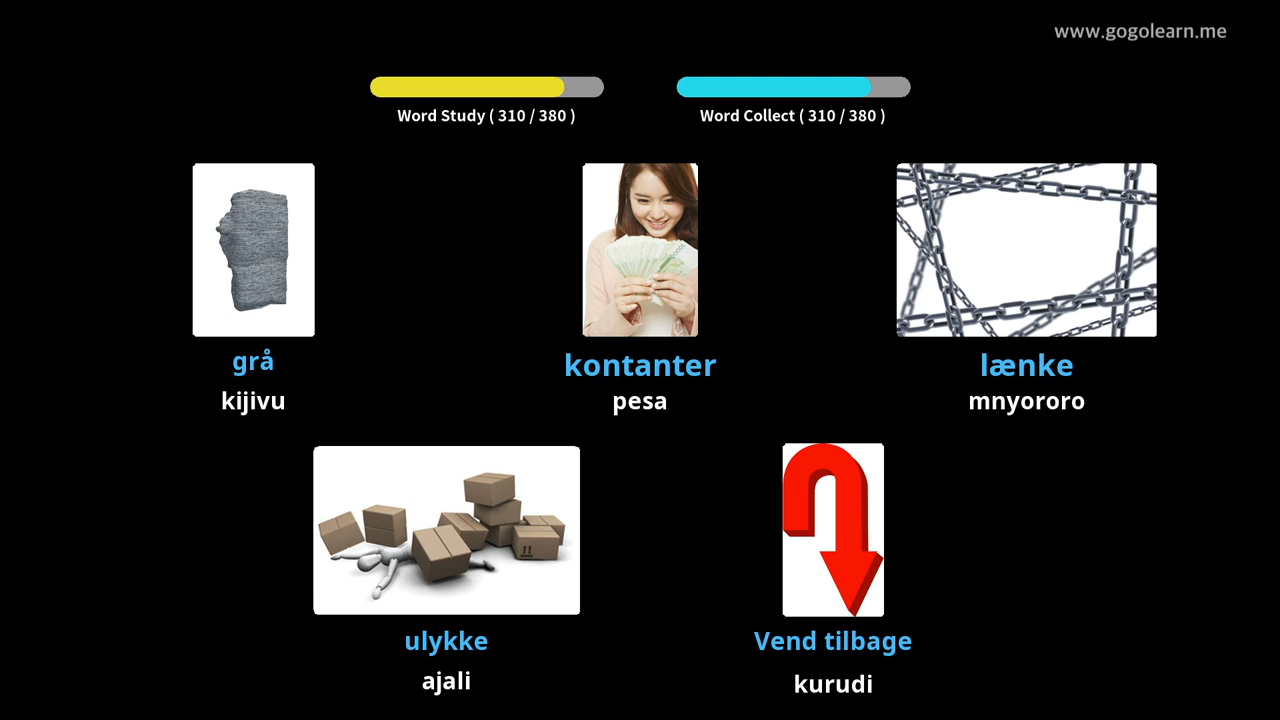 www.gogolearn.me
Word Study ( 310 / 380 )
Word Collect ( 310 / 380 )
grå
kijivu
kontanter
pesa
lænke
mnyororo
ulykke
ajali
Vend tilbage
kurudi